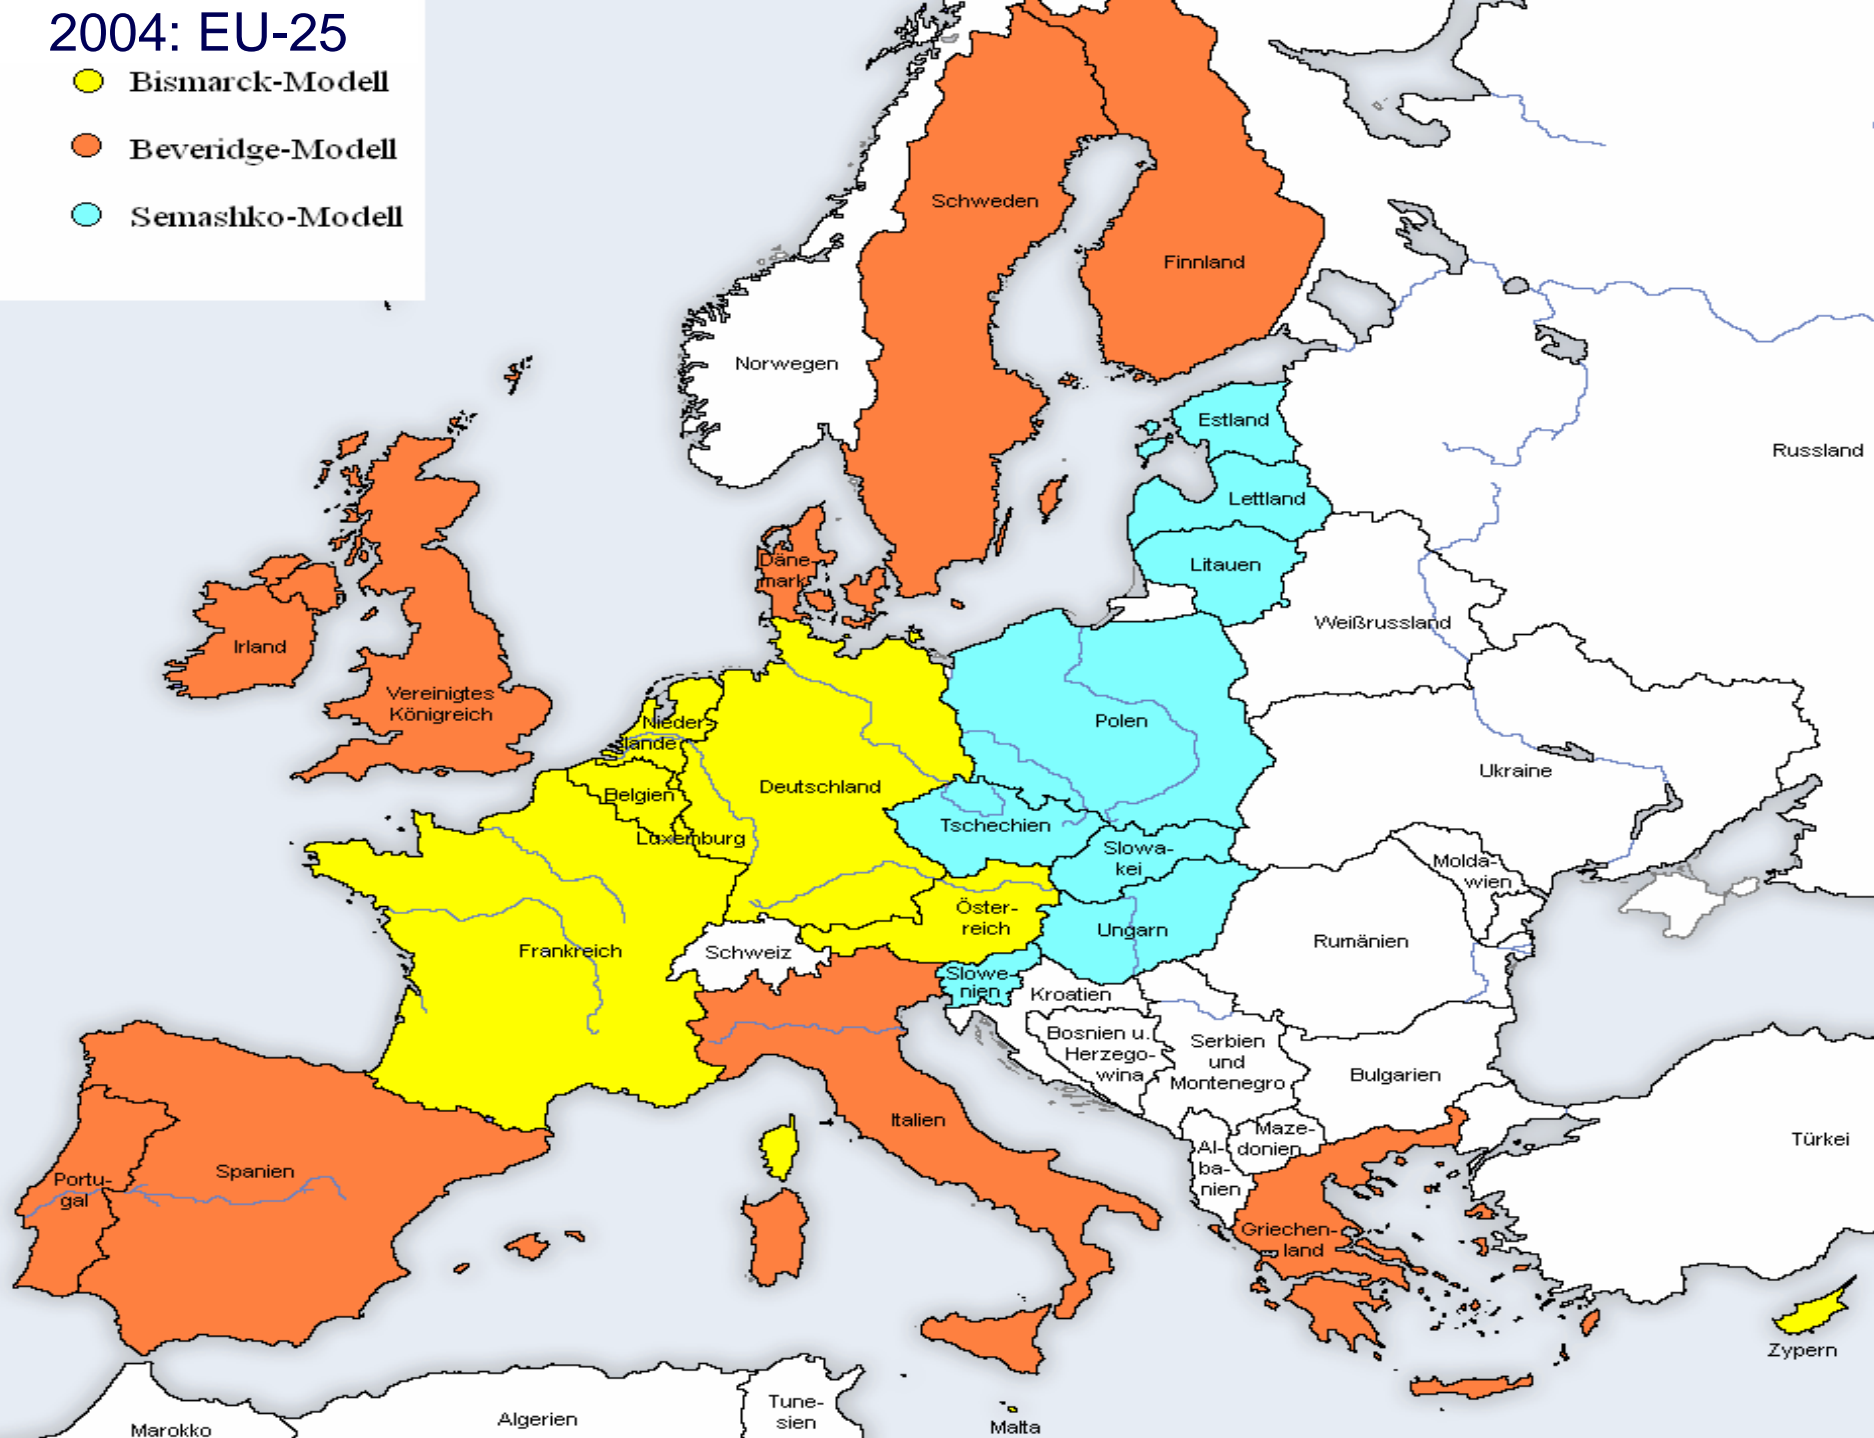 2004: EU-25
Bismarck-Modell
Beveridge-Modell
Semashko-Modell
Schweden
Finnland
Norwegen
Estland
Russland
Lettland
Litauen
Däne-
mark
Weißrussland
Irland
Vereinigtes
Königreich
Nieder-
lande
Polen
Ukraine
Deutschland
Belgien
Tschechien
Luxemburg
Slowa-
kei
Molda-
wien
Öster-
reich
Ungarn
Rumänien
Frankreich
Schweiz
Slowe-
nien
Kroatien
Bosnien u.
Herzego-
wina
Serbien
und
Montenegro
Bulgarien
Italien
Maze-
donien
Al-
ba-
nien
Türkei
Portu-
gal
Spanien
Griechen-
land
Zypern
Marokko
Algerien
Tune-
sien
Malta